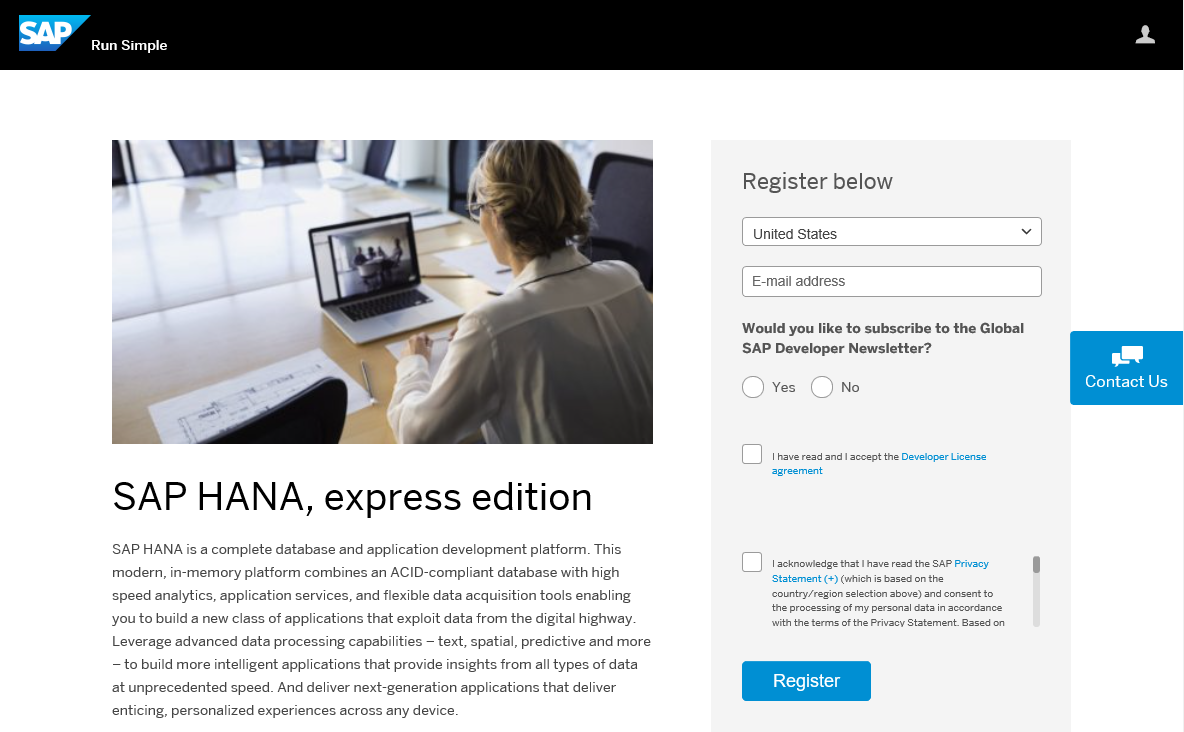 SAP
Run Simple
SAP HANA, express edition
SAP HANA is a complete database and application development platform. This
modern, in-memory platform combines an ACID-compliant database with high
speed analytics, application services, and flexible data acquisition tools enabling
you to build a new class of applications that exploit data from the digital highway.
Leverage advanced data processing capabilities – text, spatial, predictive and more
– to build more intelligent applications that provide insights from all types of data
at unprecedented speed. And deliver next-generation applications that deliver
enticing, personalized experiences across any device.
Register below
United States
E-mail address
Would you like to subscribe to the Global
SAP Developer Newsletter?
Yes No
I have read and I accept the Developer License
agreement
I acknowledge that I have read the SAP Privacy
Statement (+) (which is based on the
country/region selection above) and consent to
the processing of my personal data in accordance
with the terms of the Privacy Statement. Based on
Register
Contact Us